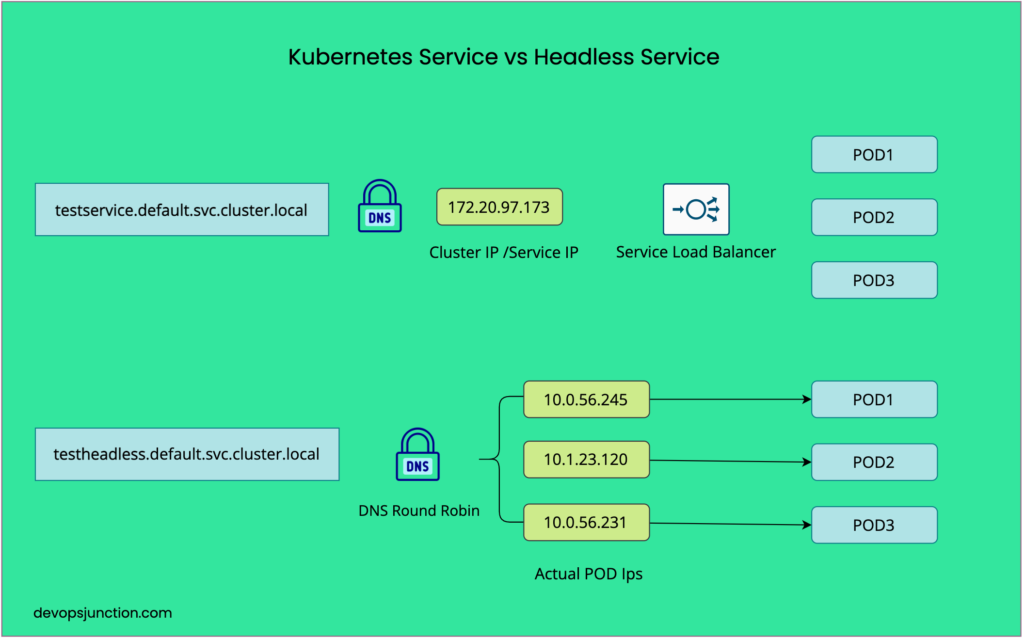 Kubernetes Service vs Headless Service
testservice.default.svc.cluster.local
DNS
172.20.97.173
Cluster IP /Service IP
Service Load Balancer
POD1
POD2
POD3
testheadless.default.svc.cluster.local
DNS
DNS Round Robin
10.0.56.245
10.1.23.120
10.0.56.231
Actual POD Ips
POD1
POD2
POD3
devopsjunction.com